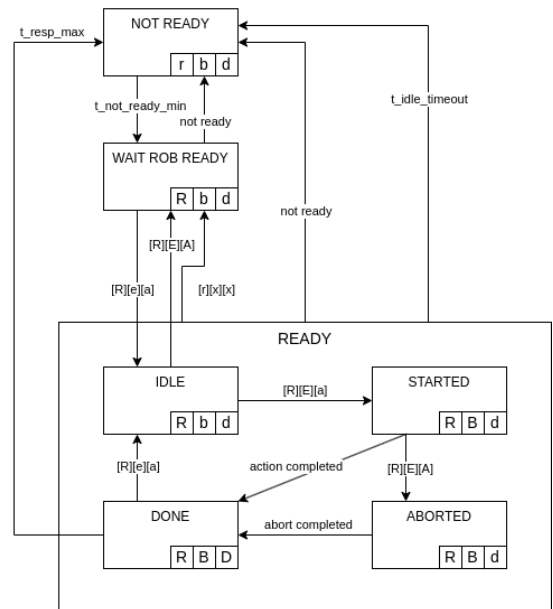 NOT READY
t_resp_max
r b d
t_idle_timeout
t_not_ready_min
not ready
WAIT ROB READY
R b d
not ready
[R][E][A]
[R][e][a]
[r][x][x]
READY
IDLE
R b d
[R][E][a]
STARTED
R B d
[R][e][a]
action completed
[R][E][A]
DONE
R B D
abort completed
ABORTED
R B d